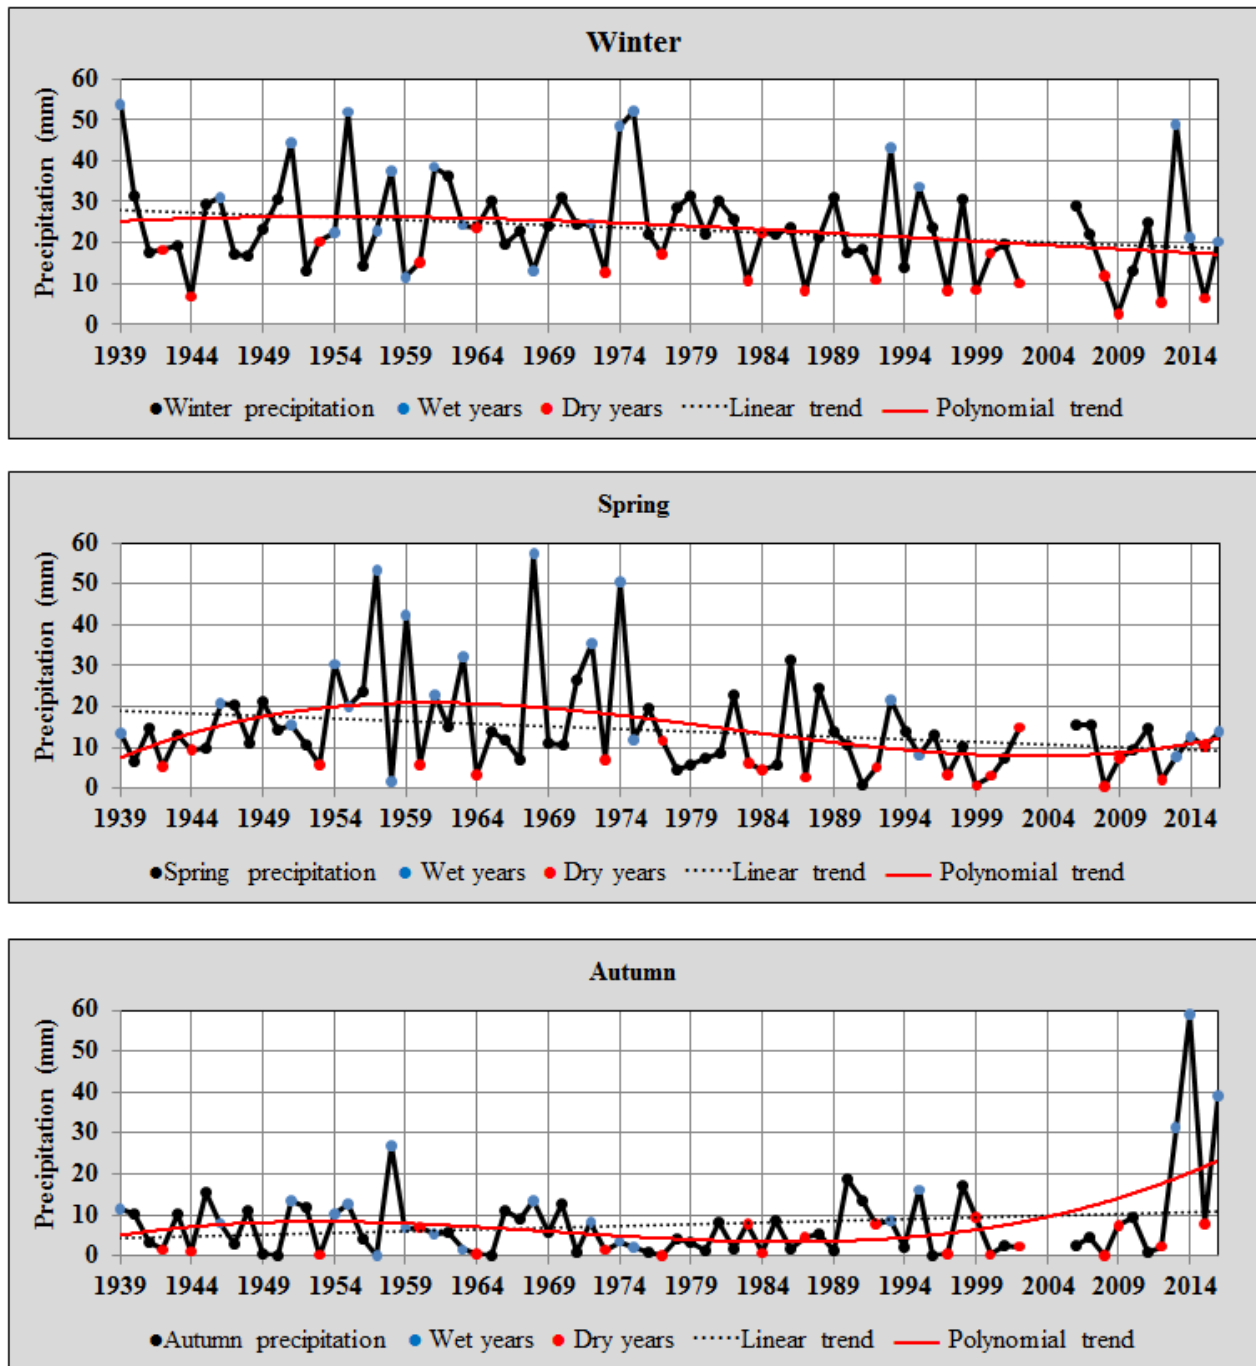 Winter
Precipitation (mm)
60
50
40
30
20
10
0
1939 1944 1949 1954 1959 1964 1969 1974 1979 1984 1989 1994 1999 2004 2009 2014
Winter precipitation Wet years Dry years Linear trend Polynomial trend
Spring
Precipitation (mm)
60
50
40
30
20
10
0
1939 1944 1949 1954 1959 1964 1969 1974 1979 1984 1989 1994 1999 2004 2009 2014
Spring precipitation Wet years Dry years Linear trend Polynomial trend
Autumn
Precipitation (mm)
60
50
40
30
20
10
0
1939 1944 1949 1954 1959 1964 1969 1974 1979 1984 1989 1994 1999 2004 2009 2014
Autumn precipitation Wet years Dry years Linear trend Polynomial trend